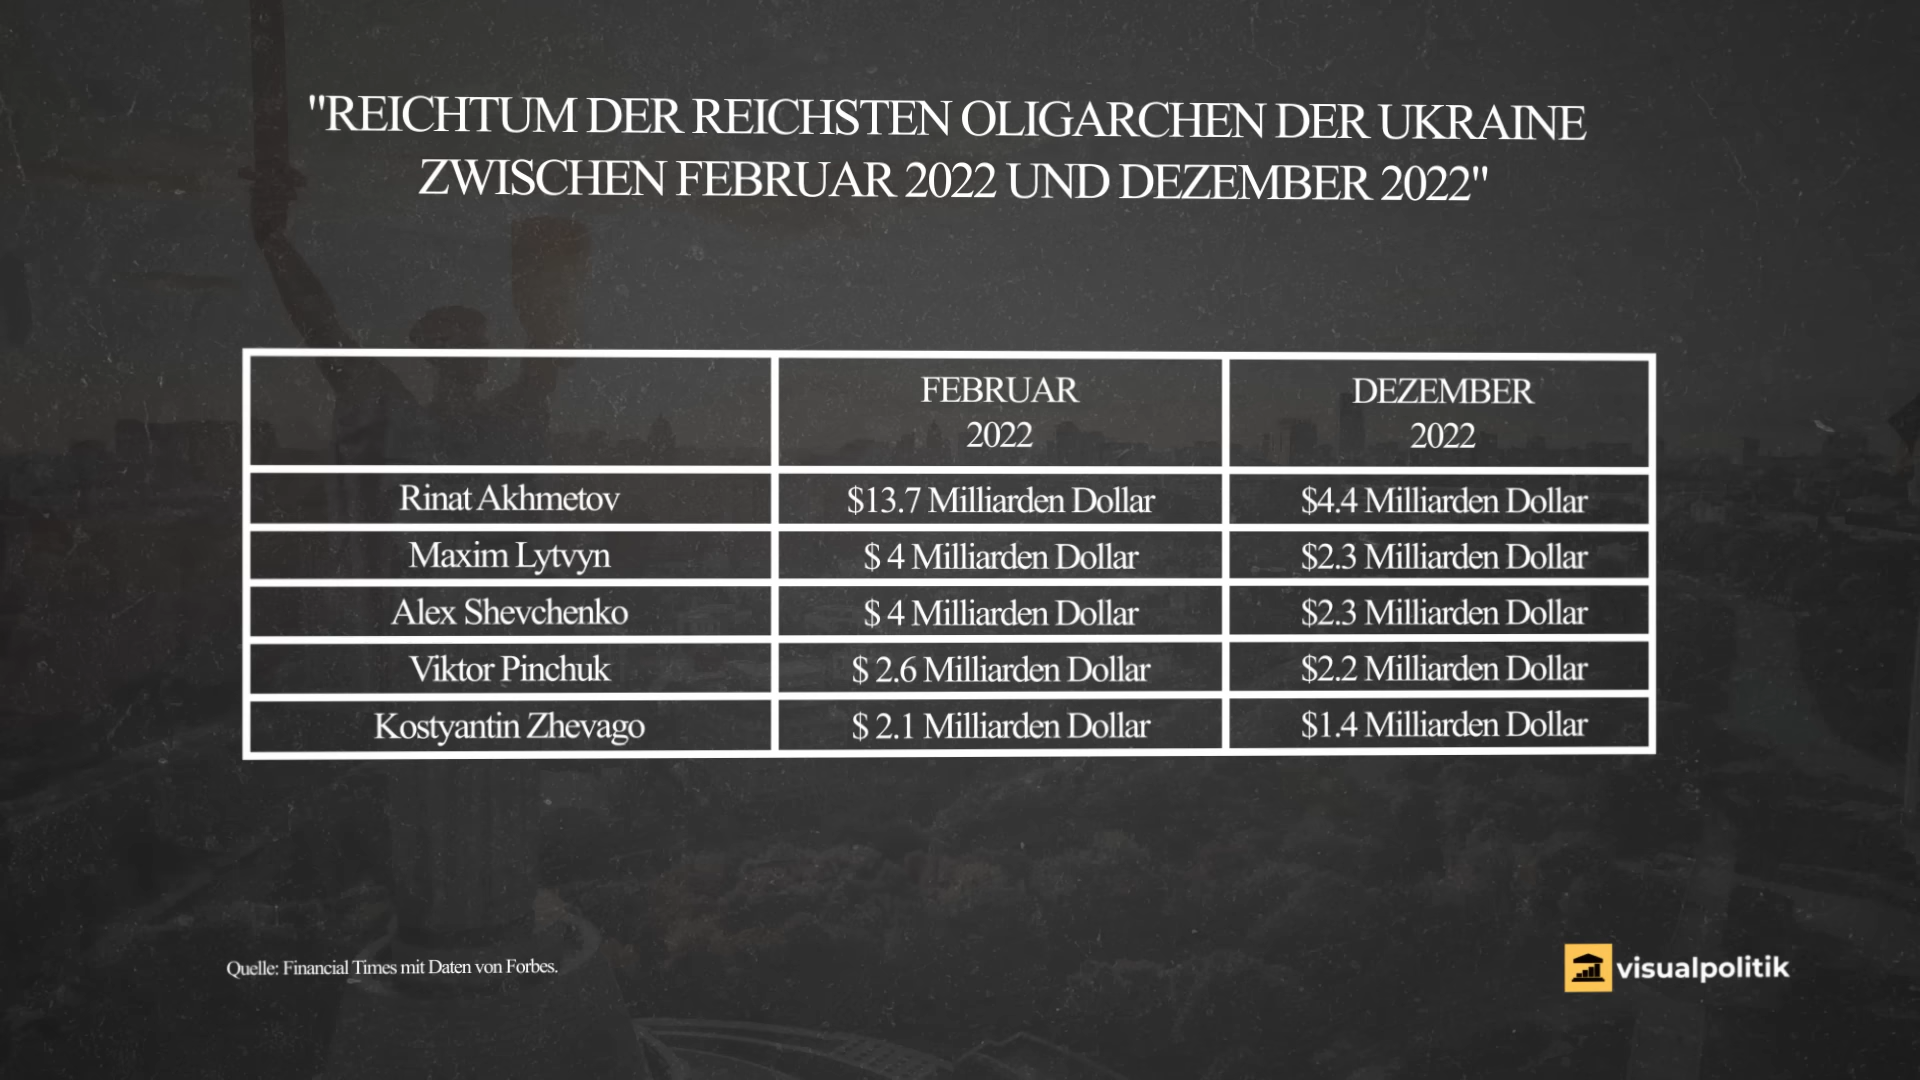 "REICHTUM DER REICHSTEN OLIGARCHEN DER UKRAINE
ZWISCHEN FEBRUAR 2022 UND DEZEMBER 2022"
FEBRUAR
2022
DEZEMBER
2022
Rinat Akhmetov $13.7 Milliarden Dollar $4.4 Milliarden Dollar
Maxim Lytvyn $ 4 Milliarden Dollar $2.3 Milliarden Dollar
Alex Shevchenko $ 4 Milliarden Dollar $2.3 Milliarden Dollar
Viktor Pinchuk $ 2.6 Milliarden Dollar $2.2 Milliarden Dollar
Kostyantin Zhevago $ 2.1 Milliarden Dollar $1.4 Milliarden Dollar
Quelle: Financial Times mit Daten von Forbes.
visualpolitik